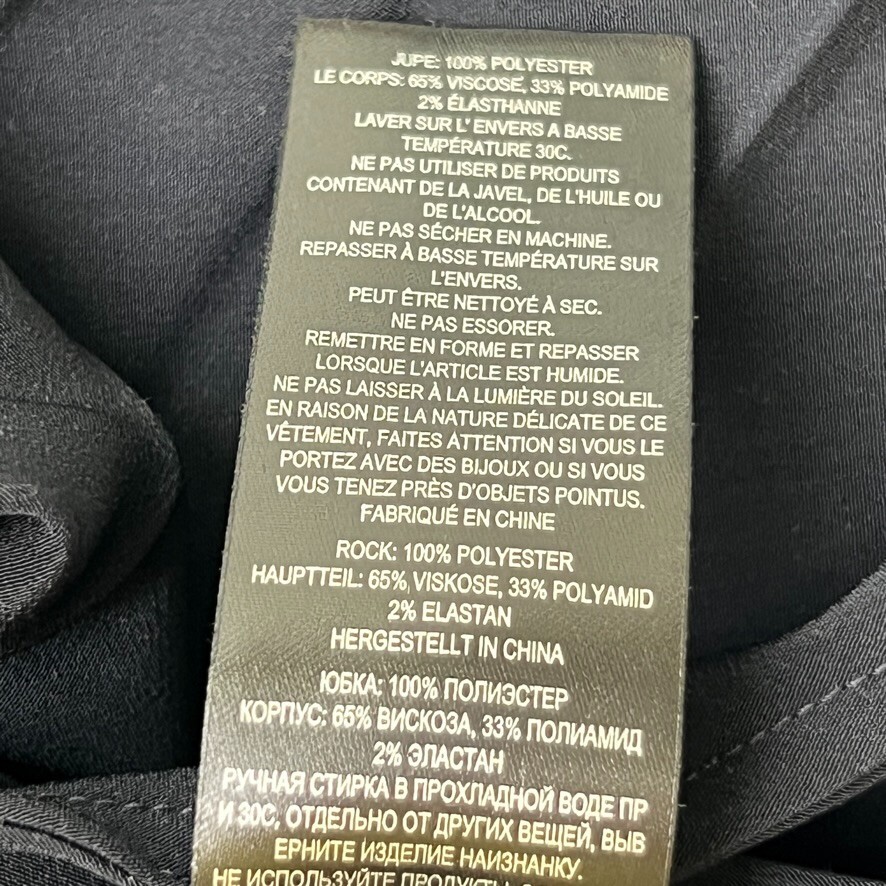 JUPE: 100% POLYESTER
LE CORPS: 65% VISCOSE, 33% POLYAMIDE
2% ÉLASTHANNE
LAVER SUR L' ENVERS A BASSE
TEMPÉRATURE 30C.
NE PAS UTILISER DE PRODUITS
CONTENANT DE LA JAVEL, DE L'HUILE OU
DE L'ALCOOL.
NE PAS SÉCHER EN MACHINE.
REPASSER À BASSE TEMPÉRATURE SUR
L'ENVERS.
PEUT ÊTRE NETTOYÉ À SEC.
NE PAS ESSORER.
REMETTRE EN FORME ET REPASSER
LORSQUE L'ARTICLE EST HUMIDE.
NE PAS LAISSER À LA LUMIÈRE DU SOLEIL.
EN RAISON DE LA NATURE DÉLICATE DE CE
VÊTEMENT, FAITES ATTENTION SI VOUS LE
PORTEZ AVEC DES BIJOUX OU SI VOUS
VOUS TENEZ PRÈS D'OBJETS POINTUS.
FABRIQUÉ EN CHINE
ROCK: 100% POLYESTER
HAUPTTEIL: 65% VISKOSE, 33% POLYAMID
2% ELASTAN
HERGESTELLT IN CHINA
ЮБКА: 100% ПОЛИЭСТЕР
КОРПУС: 65% ВИСКОЗА, 33% ПОЛИАМИД
2% ЭЛАСТАН
РУЧНАЯ СТИРКА В ПРОХЛАДНОЙ ВОДЕ ПР
И 30C, ОТДЕЛЬНО ОТ ДРУГИХ ВЕЩЕЙ, ВЫВ
ЕРНИТЕ ИЗДЕЛИЕ НАИЗНАНКУ.
НЕ ИСПОЛЬЗУЙТЕ ПРОДУКТЫ